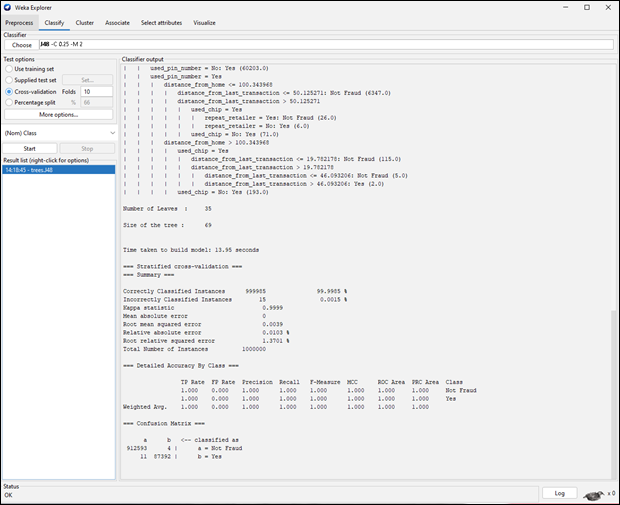 Weka Explorer
Preprocess Classify Cluster Associate Select attributes Visualize
Classifier
Choose J48 -C 0.25 -M 2
Test options
Use training set
Supplied test set Set...
Cross-validation Folds 10
Percentage split % 66
More options...
(Nom) Class
Start Stop
Result list (right-click for options)
14:18:45 - trees.J48
Classifier output
| | used_pin_number = No: Yes (60203.0)
| | used_pin_number = Yes
| | | distance_from_home <= 100.343968
| | | | distance_from_last_transaction <= 50.125271: Not Fraud (6347.0)
| | | | distance_from_last_transaction > 50.125271
| | | | | used_chip = Yes
| | | | | | repeat_retailer = Yes: Not Fraud (26.0)
| | | | | | repeat_retailer = No: Yes (6.0)
| | | | | used_chip = No: Yes (71.0)
| | | distance_from_home > 100.343968
| | | | used_chip = Yes
| | | | | distance_from_last_transaction <= 19.782178: Not Fraud (115.0)
| | | | | distance_from_last_transaction > 19.782178
| | | | | | distance_from_last_transaction <= 46.093206: Not Fraud (5.0)
| | | | | | distance_from_last_transaction > 46.093206: Yes (2.0)
| | | | used_chip = No: Yes (193.0)
Number of Leaves : 35
Size of the tree : 69
Time taken to build model: 13.95 seconds
=== Stratified cross-validation ===
=== Summary ===
Correctly Classified Instances 999985 99.9985 %
Incorrectly Classified Instances 15 0.0015 %
Kappa statistic 0.9999
Mean absolute error 0
Root mean squared error 0.0039
Relative absolute error 0.0103 %
Root relative squared error 1.3701 %
Total Number of Instances 1000000
=== Detailed Accuracy By Class ===
TP Rate FP Rate Precision Recall F-Measure MCC ROC Area PRC Area Class
1.000 0.000 1.000 1.000 1.000 1.000 1.000 1.000 Not Fraud
1.000 0.000 1.000 1.000 1.000 1.000 1.000 1.000 Yes
Weighted Avg. 1.000 0.000 1.000 1.000 1.000 1.000 1.000 1.000
=== Confusion Matrix ===
a b <-- classified as
912593 4 | a = Not Fraud
11 87392 | b = Yes
Status
OK
Log x 0